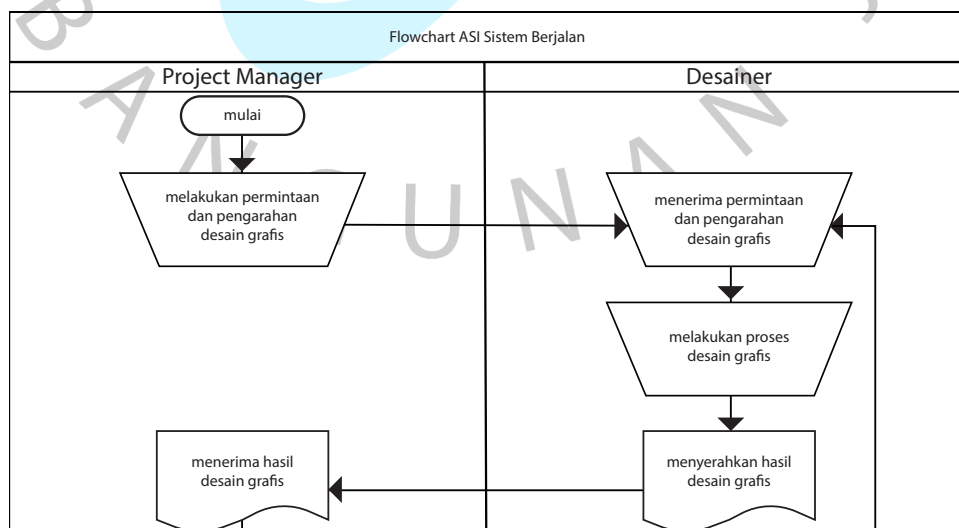 Flowchart ASI Sistem Berjalan
Project Manager
Desainer
mulai
melakukan permintaan
dan pengarahan
desain grafis
menerima permintaan
dan pengarahan
desain grafis
melakukan proses
desain grafis
menerima hasil
desain grafis
menyerahkan hasil
desain grafis
BANGUNAN